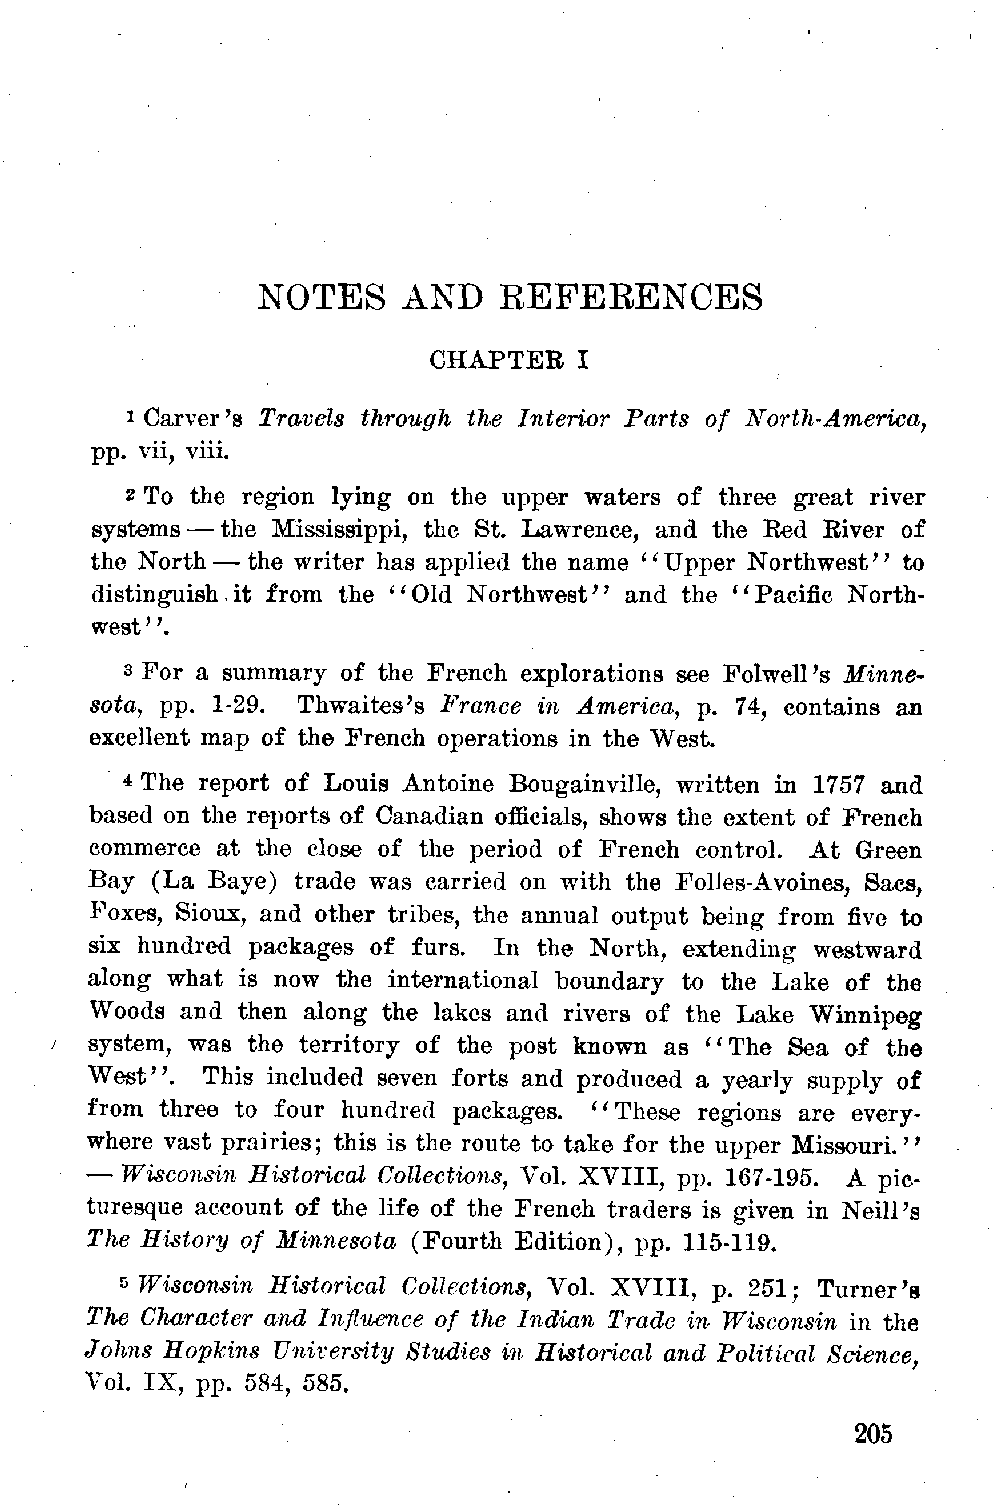 NOTES AND REFERENCES
CHAPTER I
1 Carver's Travels through the Interior Parts of North-America,
pp. vii, viii.
2 To the region lying on the upper waters of three great river
systems — the Mississippi, the St. Lawrence, and the Red River of
the North — the writer has applied the name "Upper Northwest" to
distinguish it from the "Old Northwest" and the "Pacific North-
west".
3 For a summary of the French explorations see Folwell's Minne-
sota, pp. 1-29. Thwaites's France in America, p. 74, contains an
excellent map of the French operations in the West.
4 The report of Louis Antoine Bougainville, written in 1757 and
based on the reports of Canadian officials, shows the extent of French
commerce at the close of the period of French control. At Green
Bay (La Baye) trade was carried on with the Folles-Avoines, Sacs,
Foxes, Sioux, and other tribes, the annual output being from five to
six hundred packages of furs. In the North, extending westward
along what is now the international boundary to the Lake of the
Woods and then along the lakes and rivers of the Lake Winnipeg
system, was the territory of the post known as "The Sea of the
West". This included seven forts and produced a yearly supply of
from three to four hundred packages. "These regions are every-
where vast prairies; this is the route to take for the upper Missouri."
— Wisconsin Historical Collections, Vol. XVIII, pp. 167-195. A pic-
turesque account of the life of the French traders is given in Neill's
The History of Minnesota (Fourth Edition), pp. 115-119.
5 Wisconsin Historical Collections, Vol. XVIII, p. 251; Turner's
The Character and Influence of the Indian Trade in Wisconsin in the
Johns Hopkins University Studies in Historical and Political Science,
Vol. IX, pp. 584, 585.
205